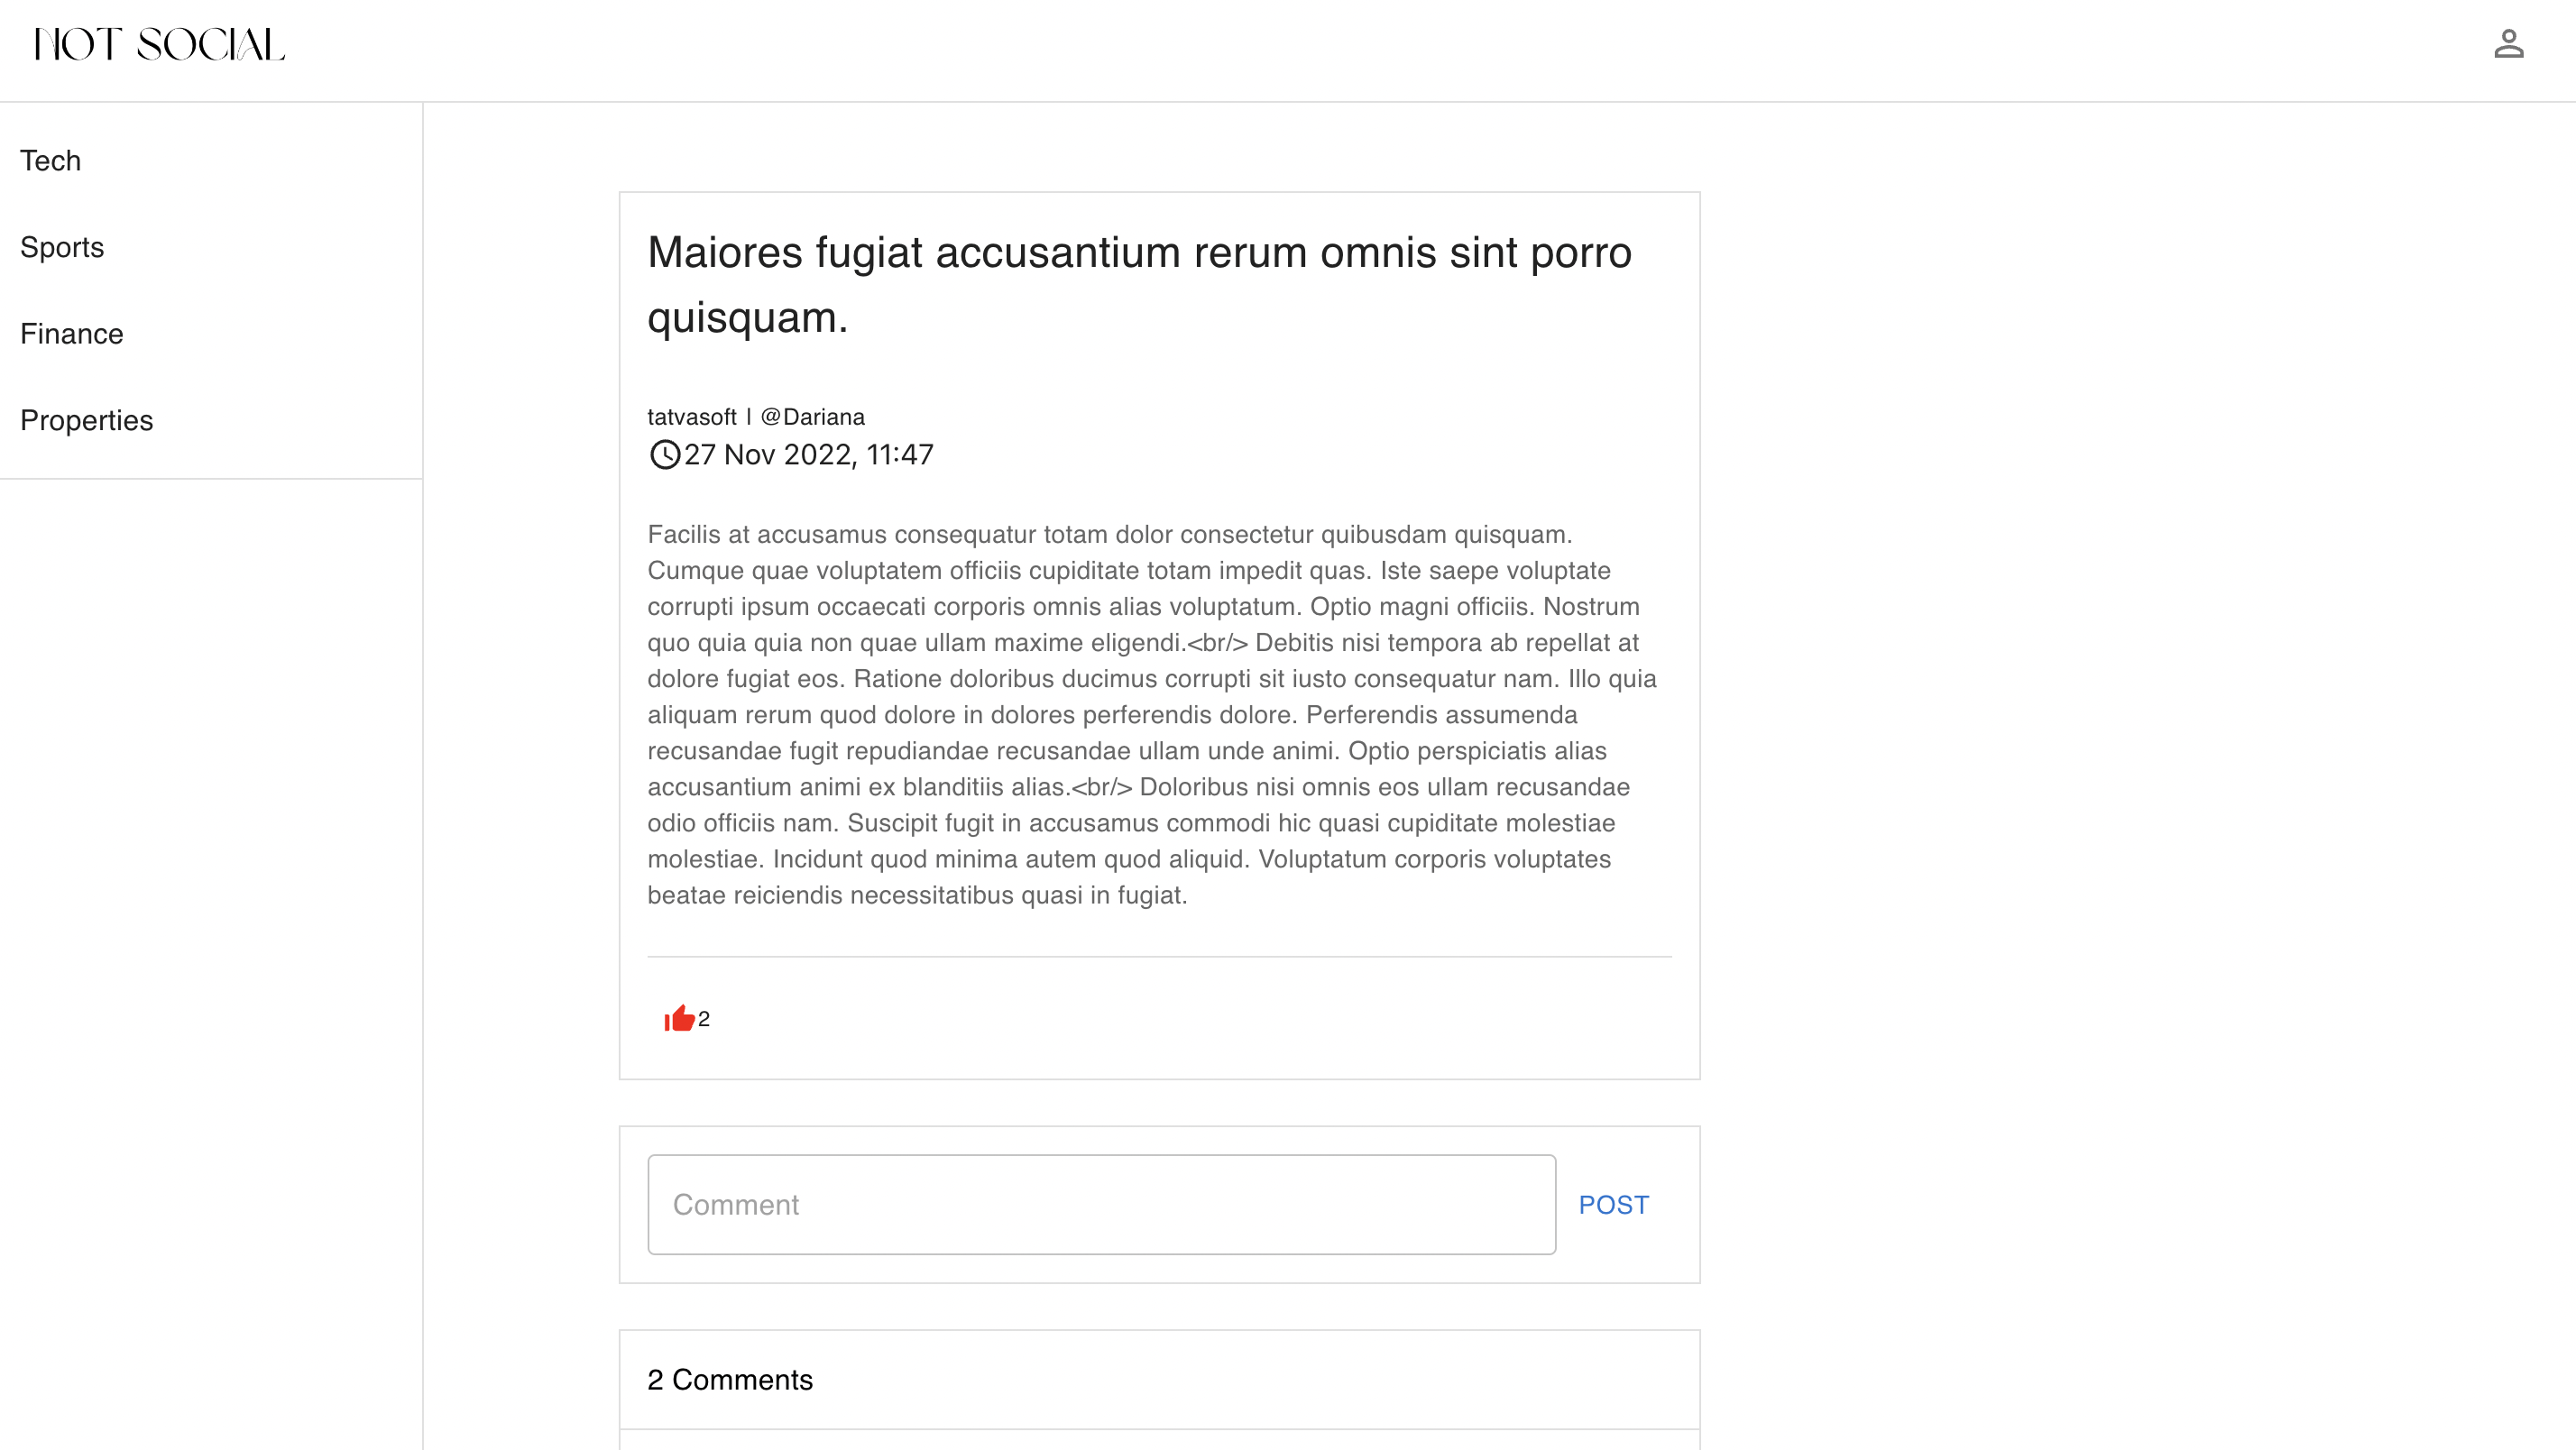 NOT SOCIAL
Tech
Sports
Finance
Properties
Maiores fugiat accusantium rerum omnis sint porro
quisquam.
tatvasoft | @Dariana
27 Nov 2022, 11:47
Facilis at accusamus consequatur totam dolor consectetur quibusdam quisquam.
Cumque quae voluptatem officiis cupiditate totam impedit quas. Iste saepe voluptate
corrupti ipsum occaecati corporis omnis alias voluptatum. Optio magni officiis. Nostrum
quo quia quia non quae ullam maxime eligendi.<br/> Debitis nisi tempora ab repellat at
dolore fugiat eos. Ratione doloribus ducimus corrupti sit iusto consequatur nam. Illo quia
aliquam rerum quod dolore in dolores perferendis dolore. Perferendis assumenda
recusandae fugit repudiandae recusandae ullam unde animi. Optio perspiciatis alias
accusantium animi ex blanditiis alias.<br/> Doloribus nisi omnis eos ullam recusandae
odio officiis nam. Suscipit fugit in accusamus commodi hic quasi cupiditate molestiae
molestiae. Incidunt quod minima autem quod aliquid. Voluptatum corporis voluptates
beatae reiciendis necessitatibus quasi in fugiat.
2
Comment
POST
2 Comments